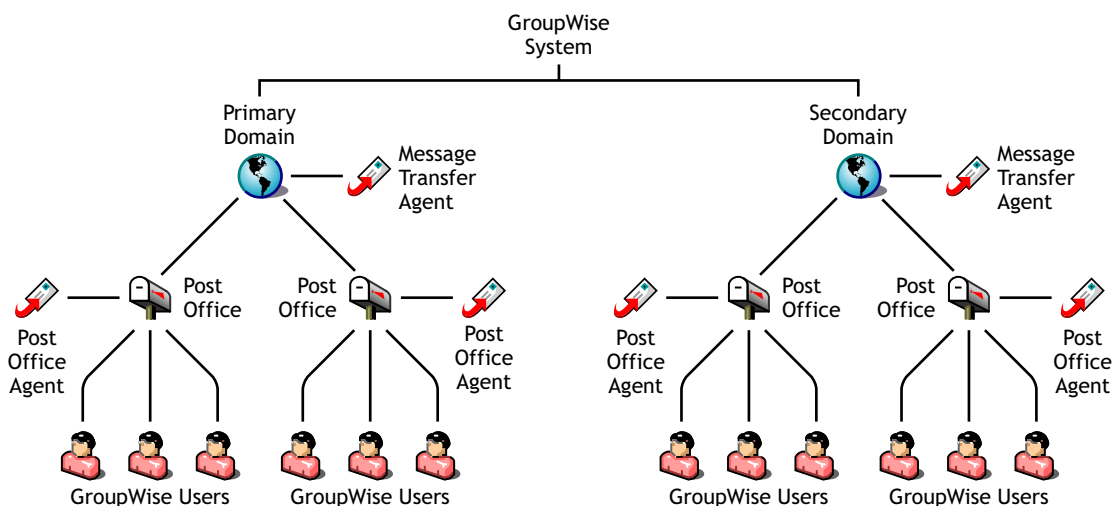 GroupWise
System
Primary
Domain
Secondary
Domain
Message
Transfer
Agent
Message
Transfer
Agent
Post
Office
Post
Office
Post
Office
Post
Office
Post
Office
Agent
Post
Office
Agent
Post
Office
Agent
Post
Office
Agent
GroupWise Users
GroupWise Users
GroupWise Users
GroupWise Users